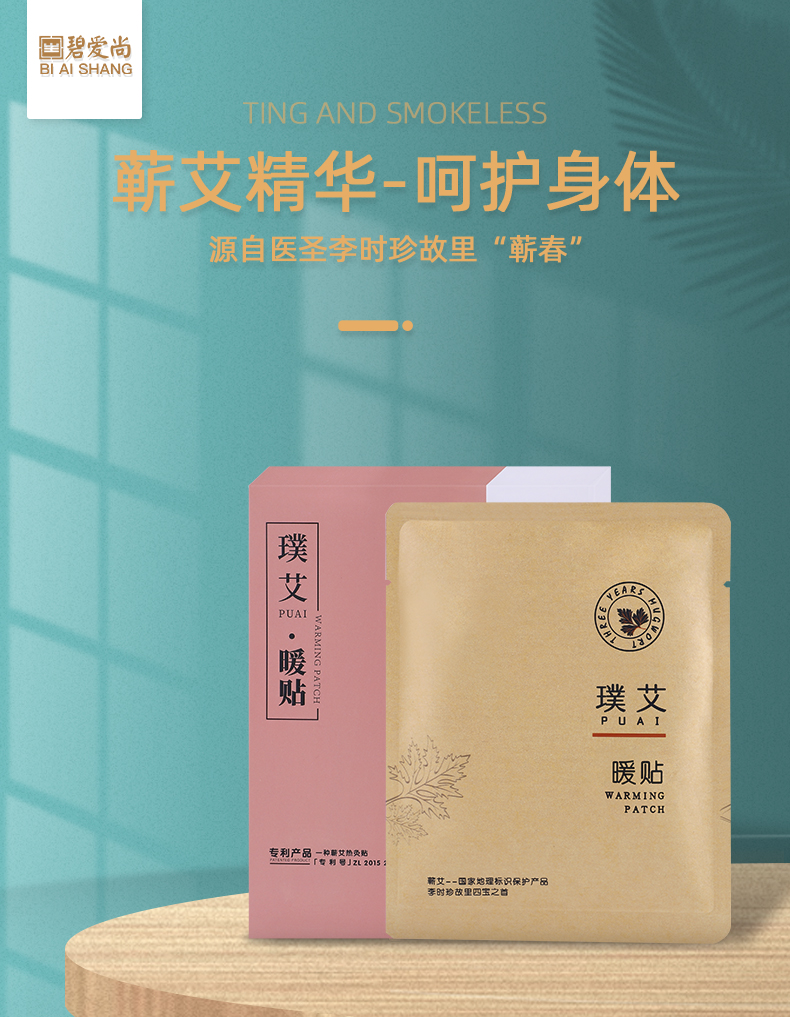 碧爱尚
BI AI SHANG
TING AND SMOKELESS
蕲艾精华-呵护身体
源自医圣李时珍故里“蕲春”
璞艾
PUAI
·
暖贴
WARMING PATCH
专利产品
PATENTED PRODUCT
一种蕲艾热灸贴
「专利号」ZL 2015 2
THREE YEARS HUGWORT
璞艾
PUAI
暖贴
WARMING
PATCH
蕲艾--国家地理标识保护产品
李时珍故里四宝之首